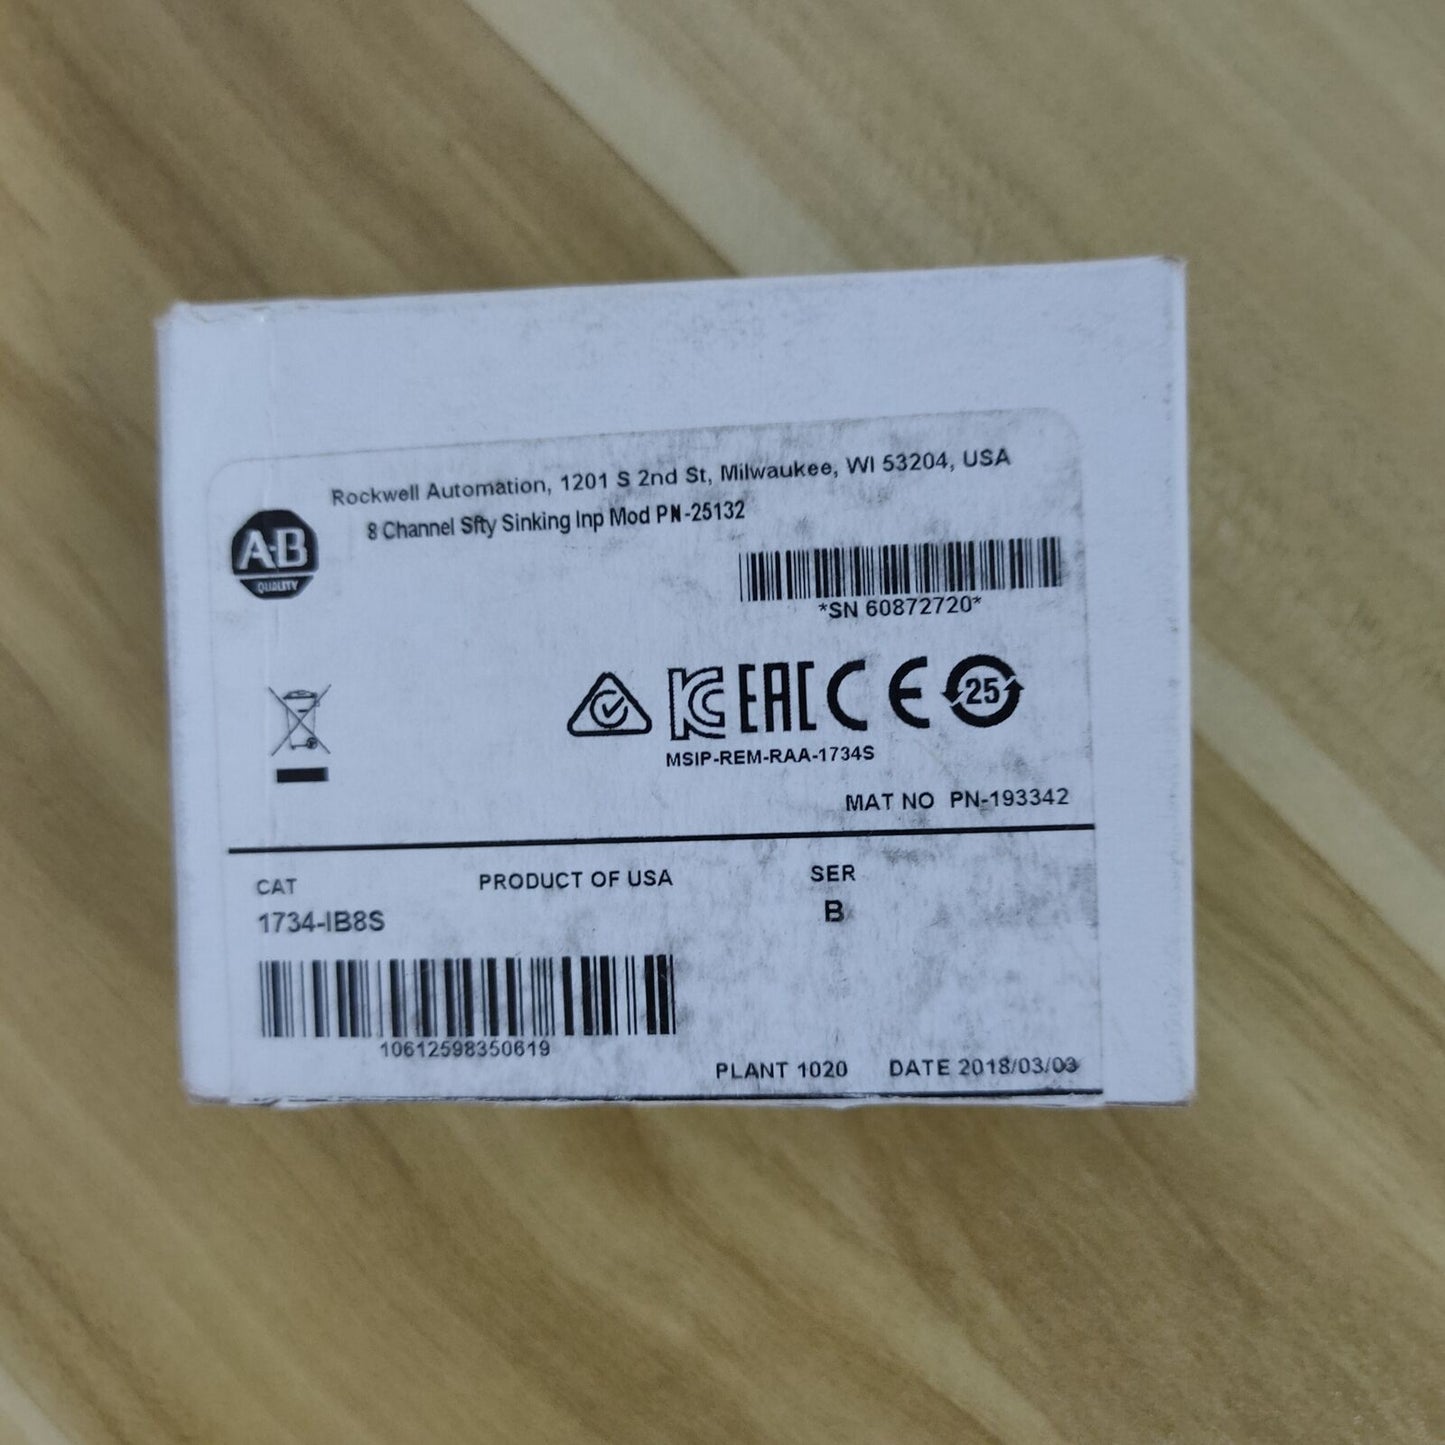 Rockwell Automation, 1201 S 2nd St, Milwaukee, WI 53204, USA
8 Channel Sfty Sinking Inp Mod PN-25132
A-B
QUALITY
*SN 60872720*
KC EAC CE 25
MSIP-REM-RAA-1734S
MAT NO PN-193342
CAT PRODUCT OF USA SER
1734-IB8S B
10612598350619
PLANT 1020 DATE 2018/03/03